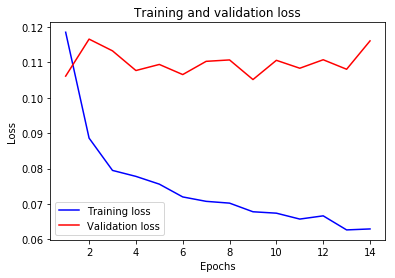 Training and validation loss
0.12
0.11
0.10
0.09
0.08
0.07
0.06
Loss
Training loss
Validation loss
2 4 6 8 10 12 14
Epochs